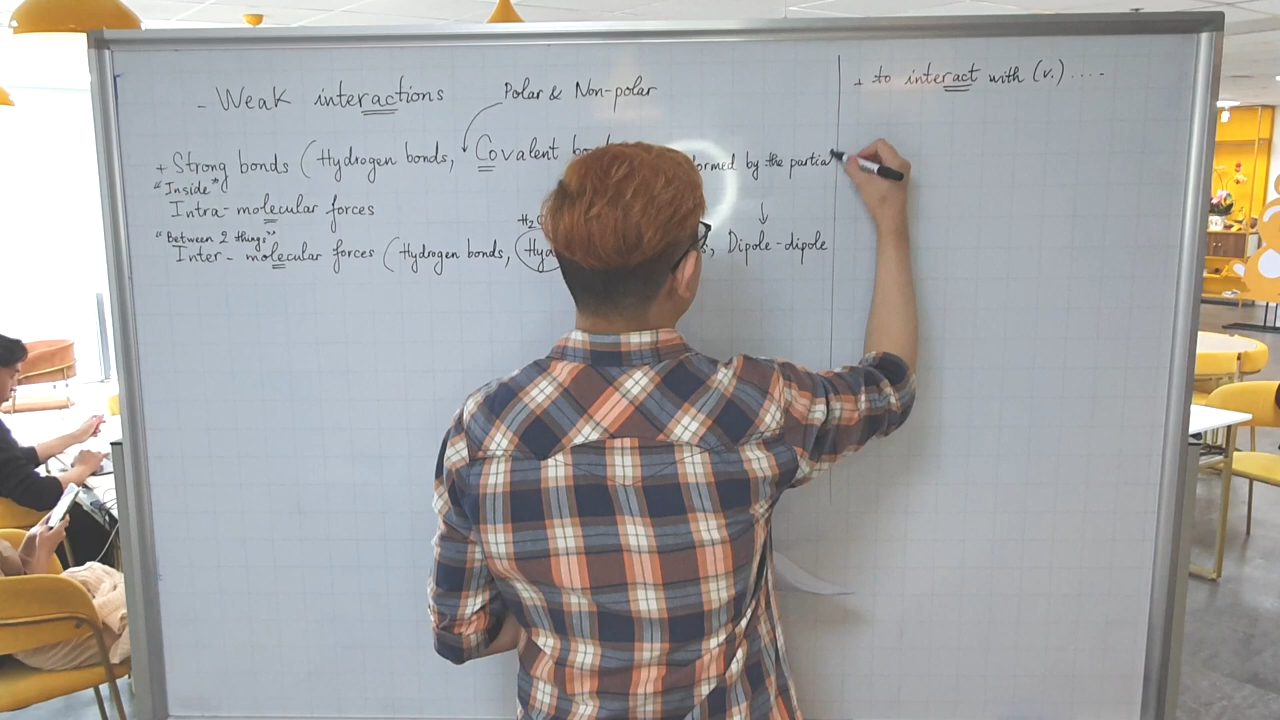 - Weak interactions
Polar & Non-polar
+ Strong bonds (Hydrogen bonds, Covalent
formed by the partial
"Inside"
Intra-molecular forces
"Between 2 things"
Inter-molecular forces (Hydrogen bonds,
Dipole-dipole
+ to interact with (v.) ....